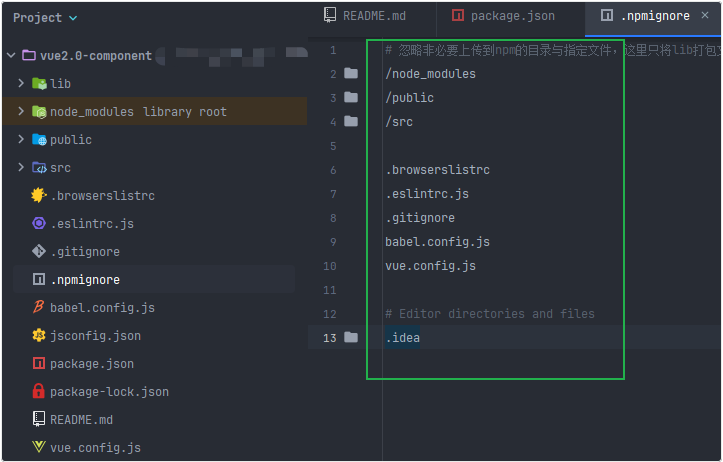 Project
README.md
package.json
.npmignore
vue2.0-component
lib
node_modules library root
public
src
.browserslistrc
.eslintrc.js
.gitignore
.npmignore
babel.config.js
jsconfig.json
package.json
package-lock.json
README.md
vue.config.js
1 # 忽略非必要上传到npm的目录与指定文件，这里只将lib打包文
2 /node_modules
3 /public
4 /src
5
6 .browserslistrc
7 .eslintrc.js
8 .gitignore
9 babel.config.js
10 vue.config.js
11
12 # Editor directories and files
13 .idea